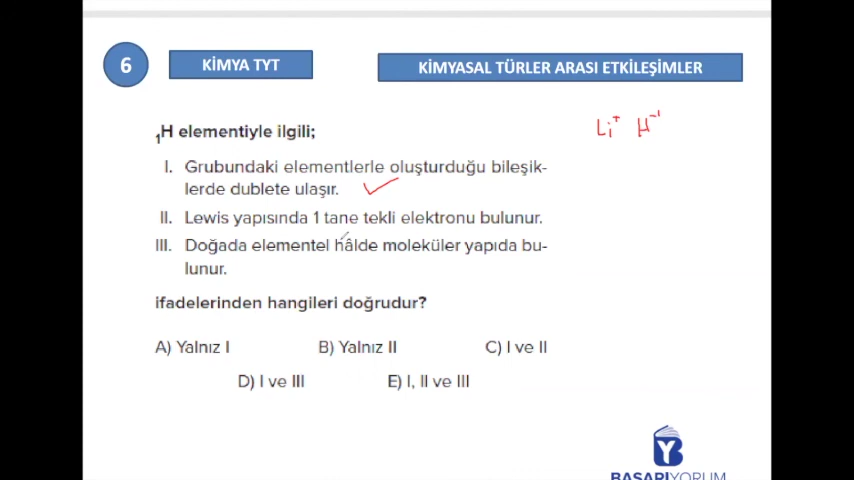 6
KİMYA TYT
KİMYASAL TÜRLER ARASI ETKİLEŞİMLER
Li⁺ H⁻¹
₁H elementiyle ilgili;
I. Grubundaki elementlerle oluşturduğu bileşik-
lerde dublete ulaşır.
II. Lewis yapısında 1 tane tekli elektronu bulunur.
III. Doğada elementel hâlde moleküler yapıda bu-
lunur.
ifadelerinden hangileri doğrudur?
A) Yalnız I B) Yalnız II C) I ve II
D) I ve III E) I, II ve III
BAŞARIYORUM